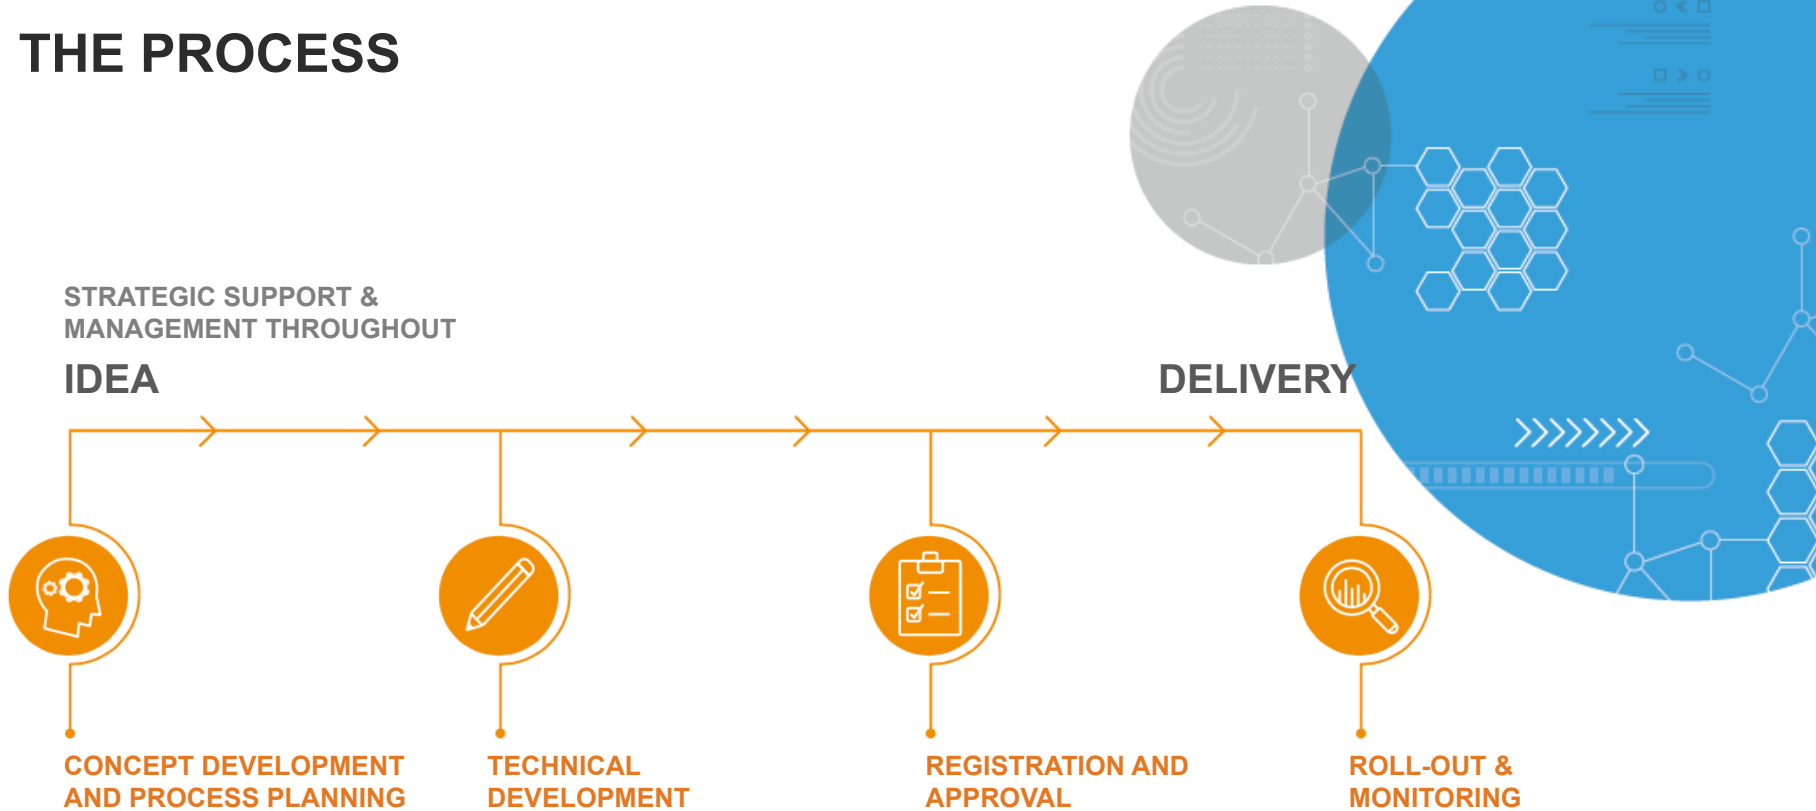 THE PROCESS
STRATEGIC SUPPORT &
MANAGEMENT THROUGHOUT
IDEA
DELIVERY
CONCEPT DEVELOPMENT
AND PROCESS PLANNING
TECHNICAL
DEVELOPMENT
REGISTRATION AND
APPROVAL
ROLL-OUT &
MONITORING